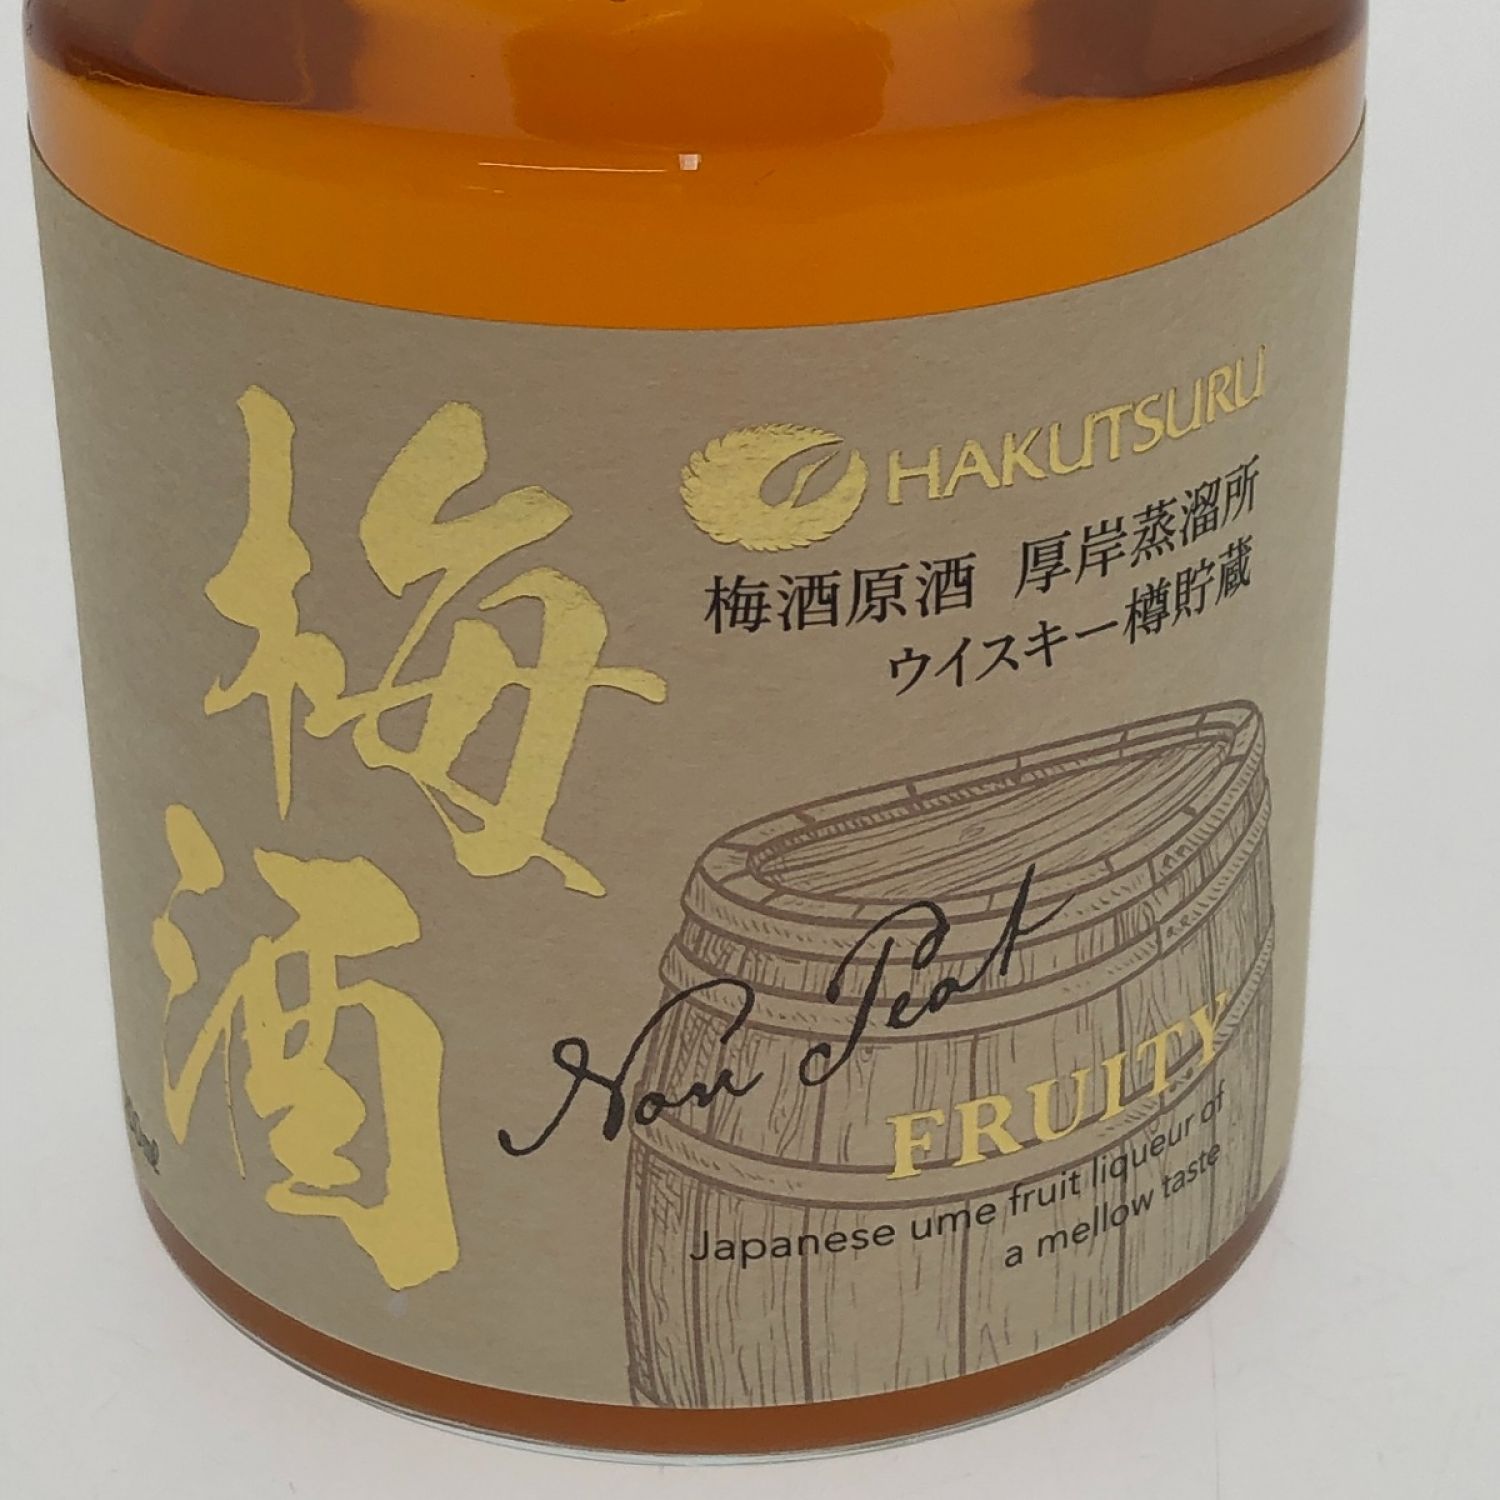 梅酒
HAKUTSURU
梅酒原酒 厚岸蒸溜所
ウイスキー樽貯蔵
Non Peat
FRUITY
Japanese ume fruit liqueur of
a mellow taste